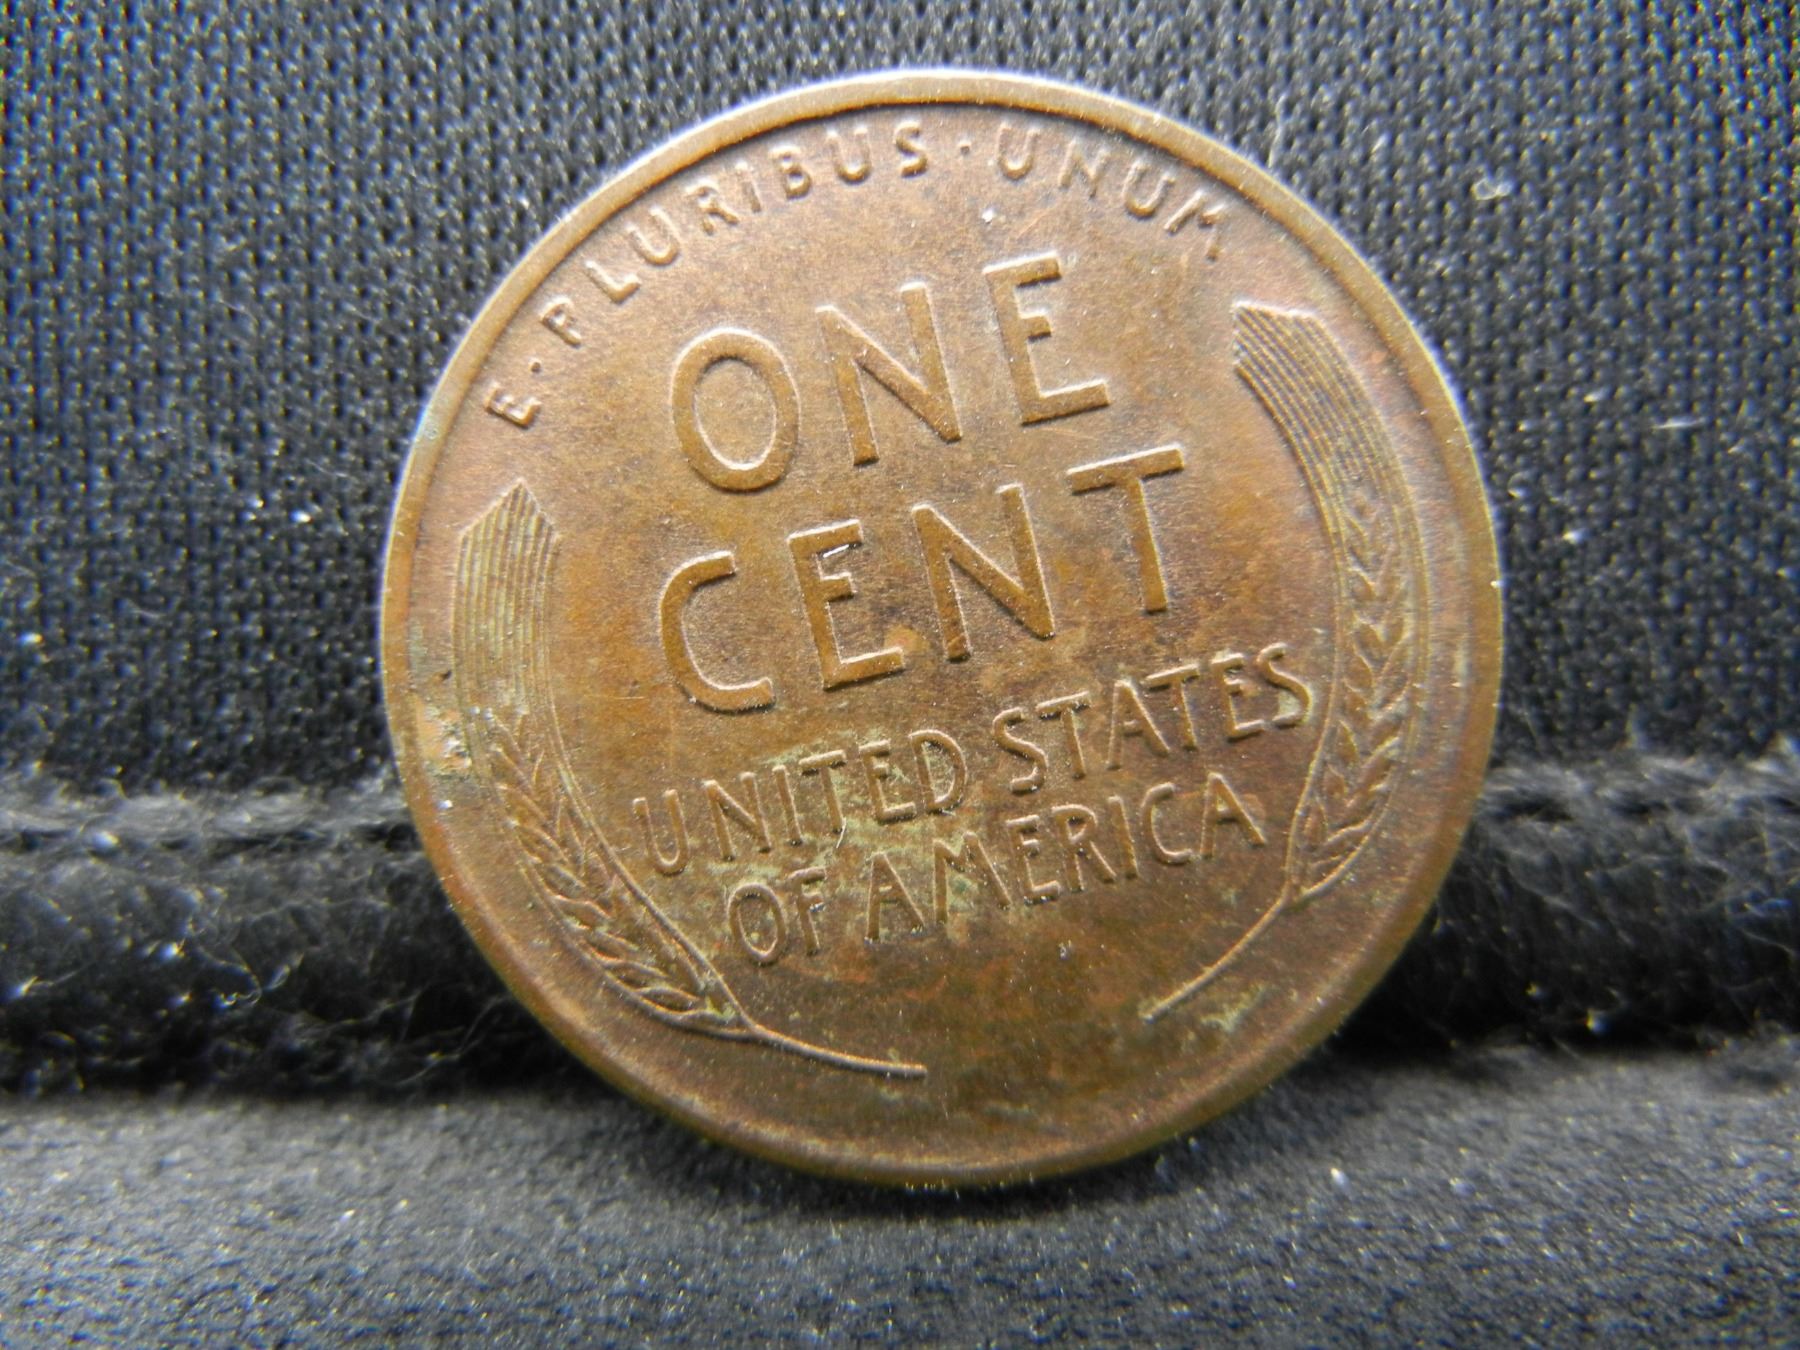 E·PLURIBUS·UNUM
ONE
CENT
UNITED STATES
OF AMERICA